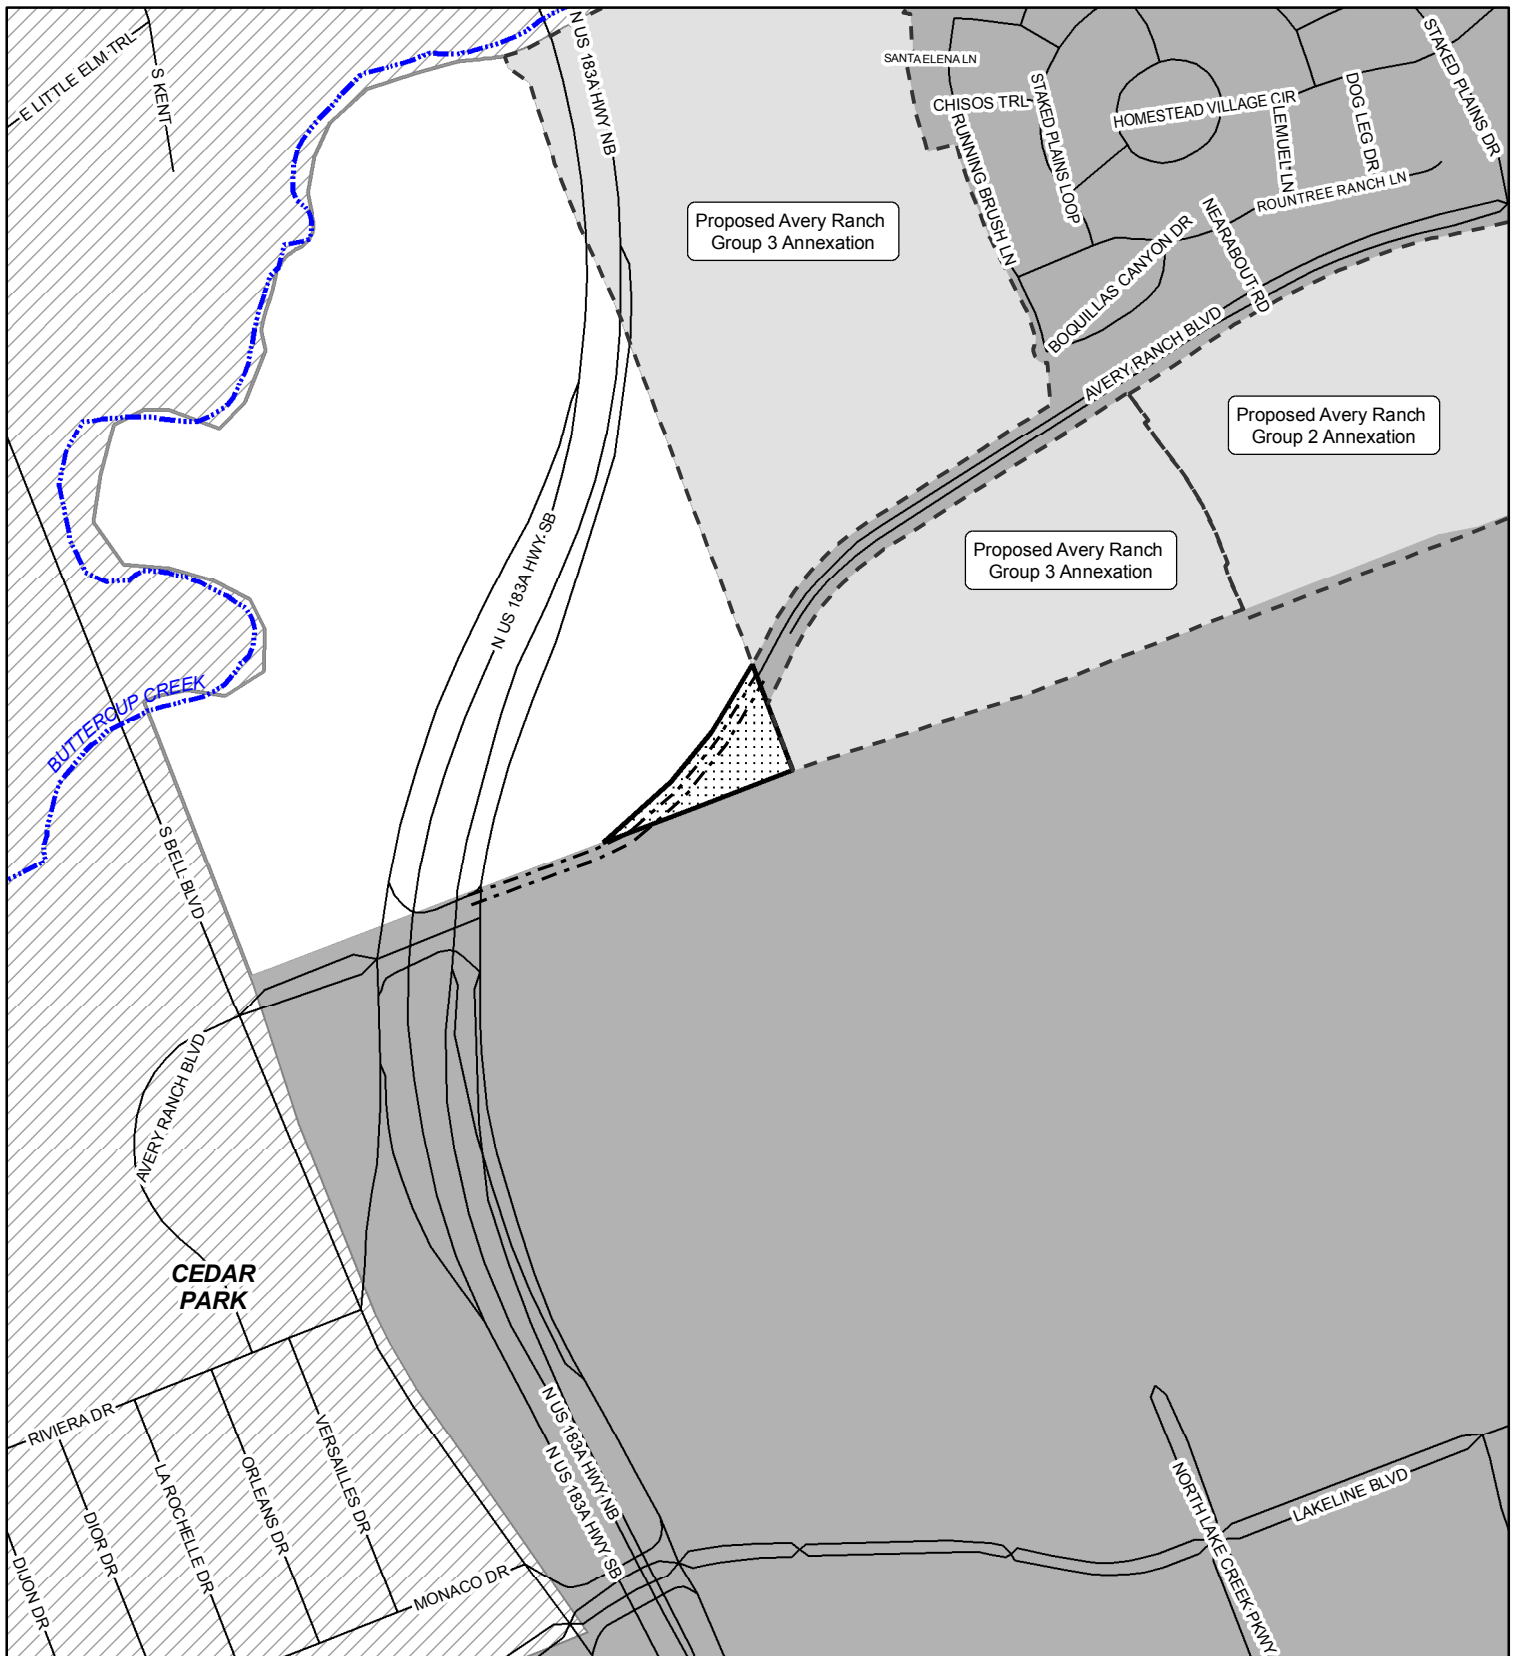 E LITTLE ELM TRL
S KENT
N US 183A HWY NB
SANTA ELENA LN
CHISOS TRL
RUNNING BRUSH LN
STAKED PLAINS LOOP
HOMESTEAD VILLAGE CIR
LEMUEL LN
DOG LEG DR
STAKED PLAINS DR
ROUNTREE RANCH LN
NEARABOUT RD
BOQUILLAS CANYON DR
AVERY RANCH BLVD
Proposed Avery Ranch
Group 3 Annexation
Proposed Avery Ranch
Group 2 Annexation
Proposed Avery Ranch
Group 3 Annexation
N US 183A HWY SB
BUTTERCUP CREEK
S BELL BLVD
AVERY RANCH BLVD
CEDAR
PARK
RIVIERA DR
VERSAILLES DR
ORLEANS DR
LA ROCHELLE DR
DIOR DR
DIJON DR
MONACO DR
N US 183A HWY NB
N US 183A HWY SB
NORTH LAKE CREEK PKWY
LAKELINE BLVD